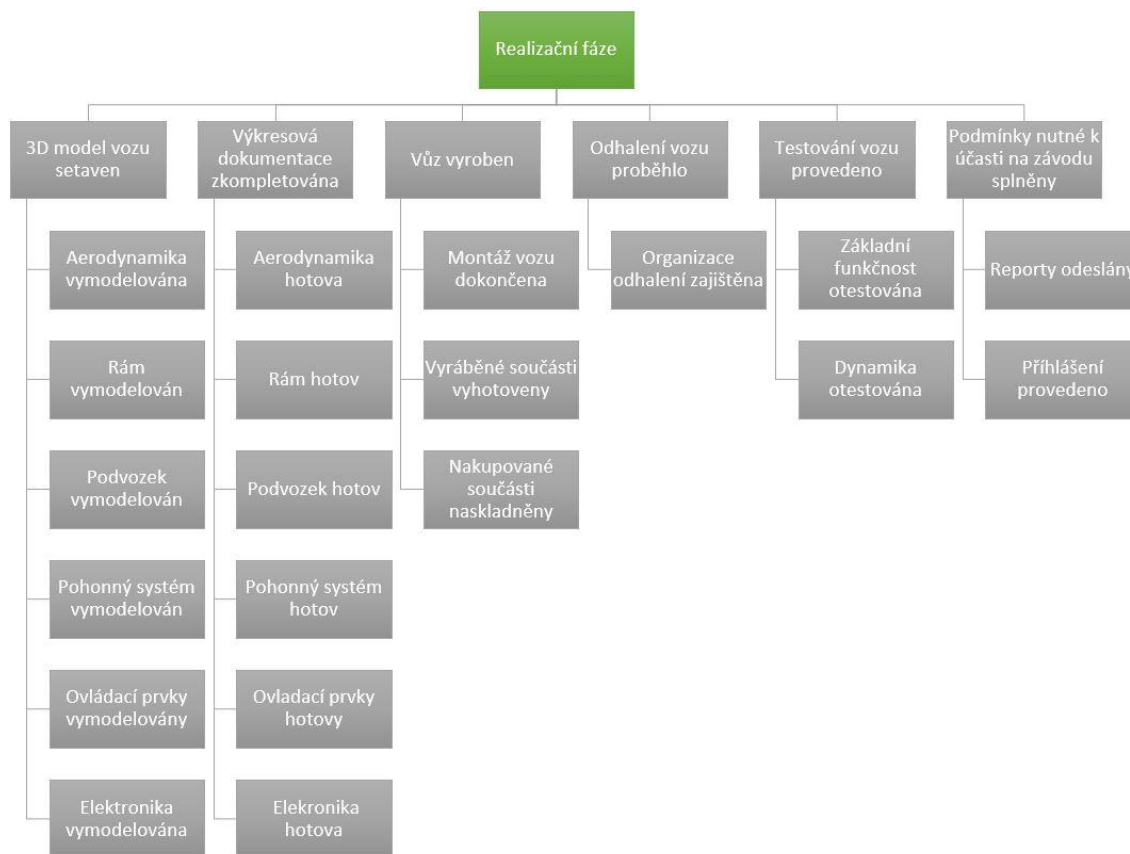 Realizační fáze
3D model vozu
setaven
Výkresová
dokumentace
zkompletována
Vůz vyroben
Odhalení vozu
proběhlo
Testování vozu
provedeno
Podmínky nutné k
účasti na závodu
splněny
Aerodynamika
vymodelována
Rám
vymodelován
Podvozek
vymodelován
Pohonný systém
vymodelován
Ovládací prvky
vymodelovány
Elektronika
vymodelována
Aerodynamika
hotova
Rám hotov
Podvozek hotov
Pohonný systém
hotov
Ovladací prvky
hotovy
Elekronika
hotova
Montáž vozu
dokončena
Vyráběné součásti
vyhotoveny
Nakupované
součásti
naskladněny
Organizace
odhalení zajištěna
Základní
funkčnost
otestována
Dynamika
otestována
Reporty odeslány
Příhlášení
provedeno